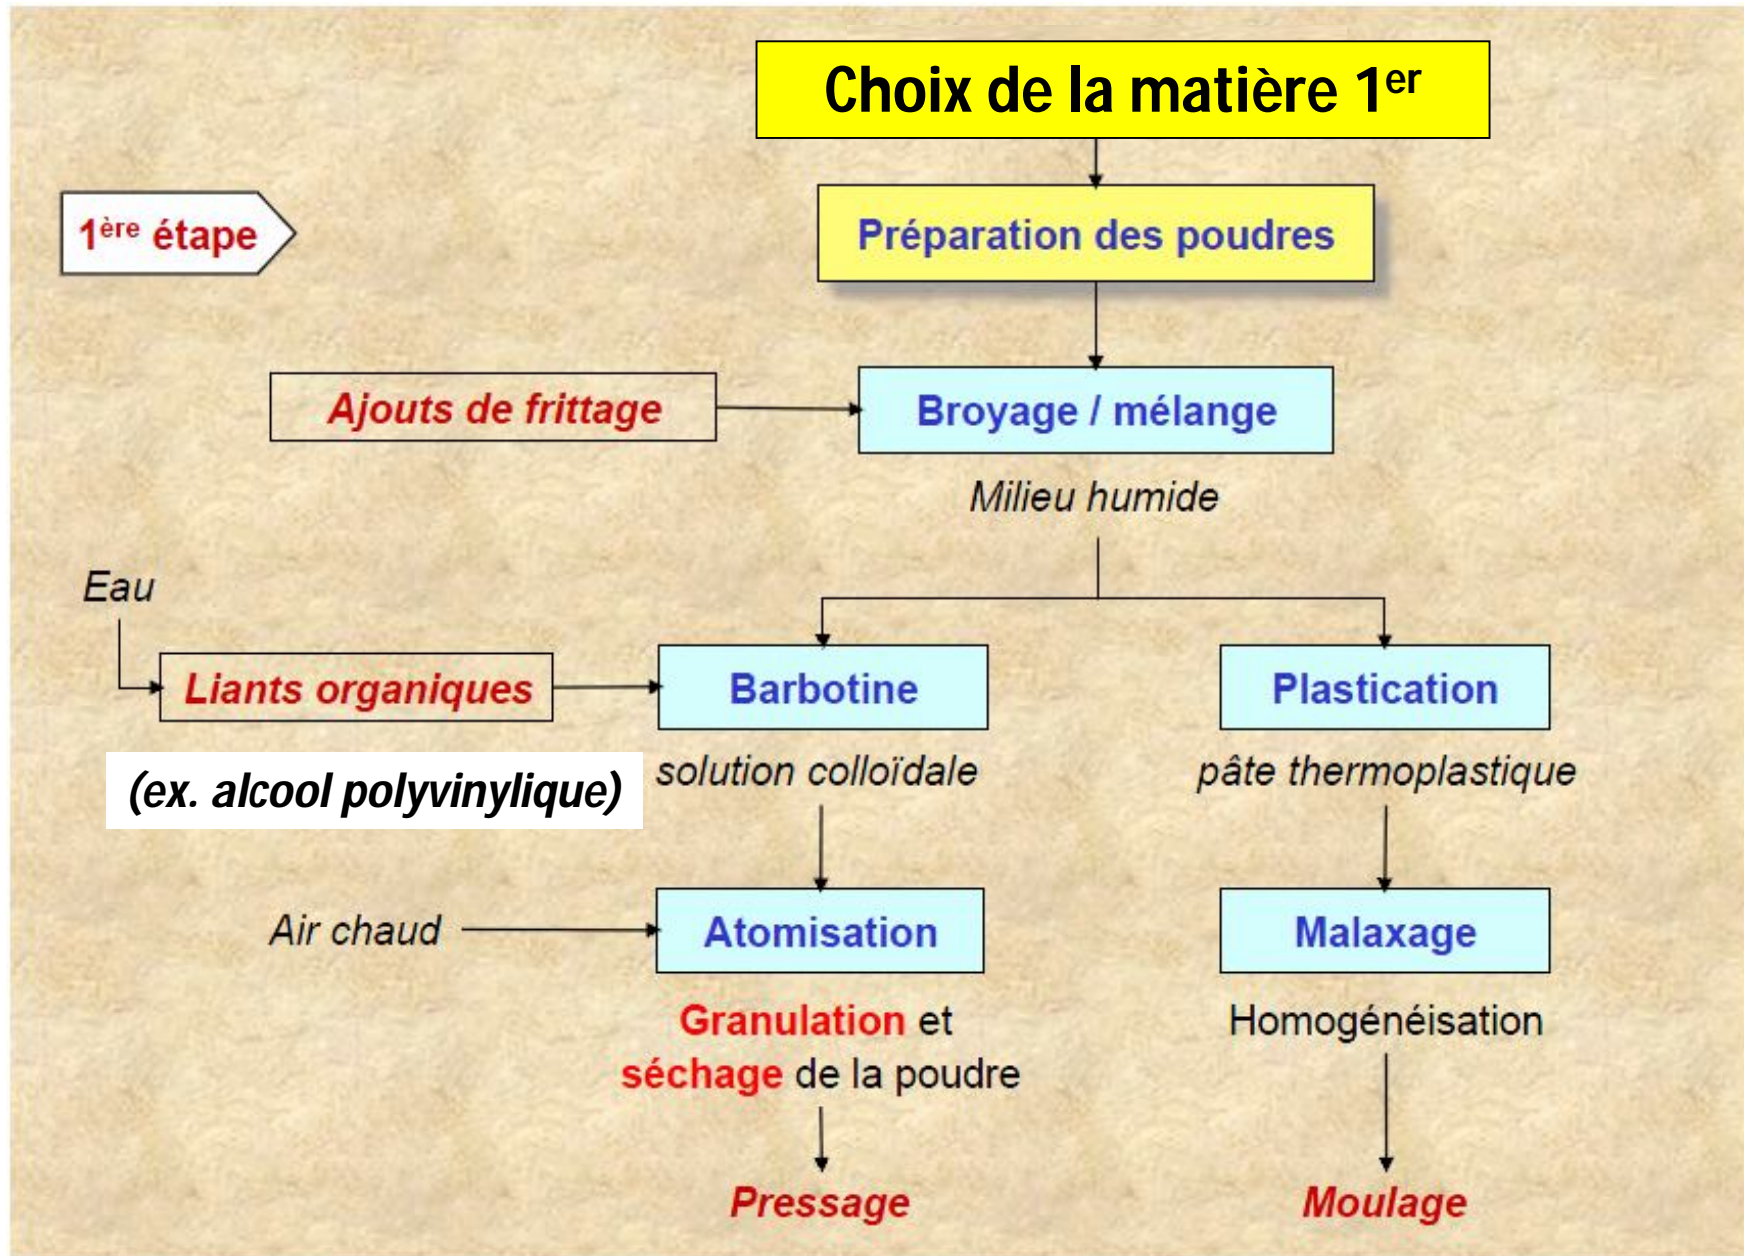 Choix de la matière 1er
1ère étape
Préparation des poudres
Ajouts de frittage
Broyage / mélange
Milieu humide
Eau
Liants organiques
Barbotine
Plastication
(ex. alcool polyvinylique)
solution colloïdale
pâte thermoplastique
Air chaud
Atomisation
Malaxage
Granulation et
séchage de la poudre
Homogénéisation
Pressage
Moulage